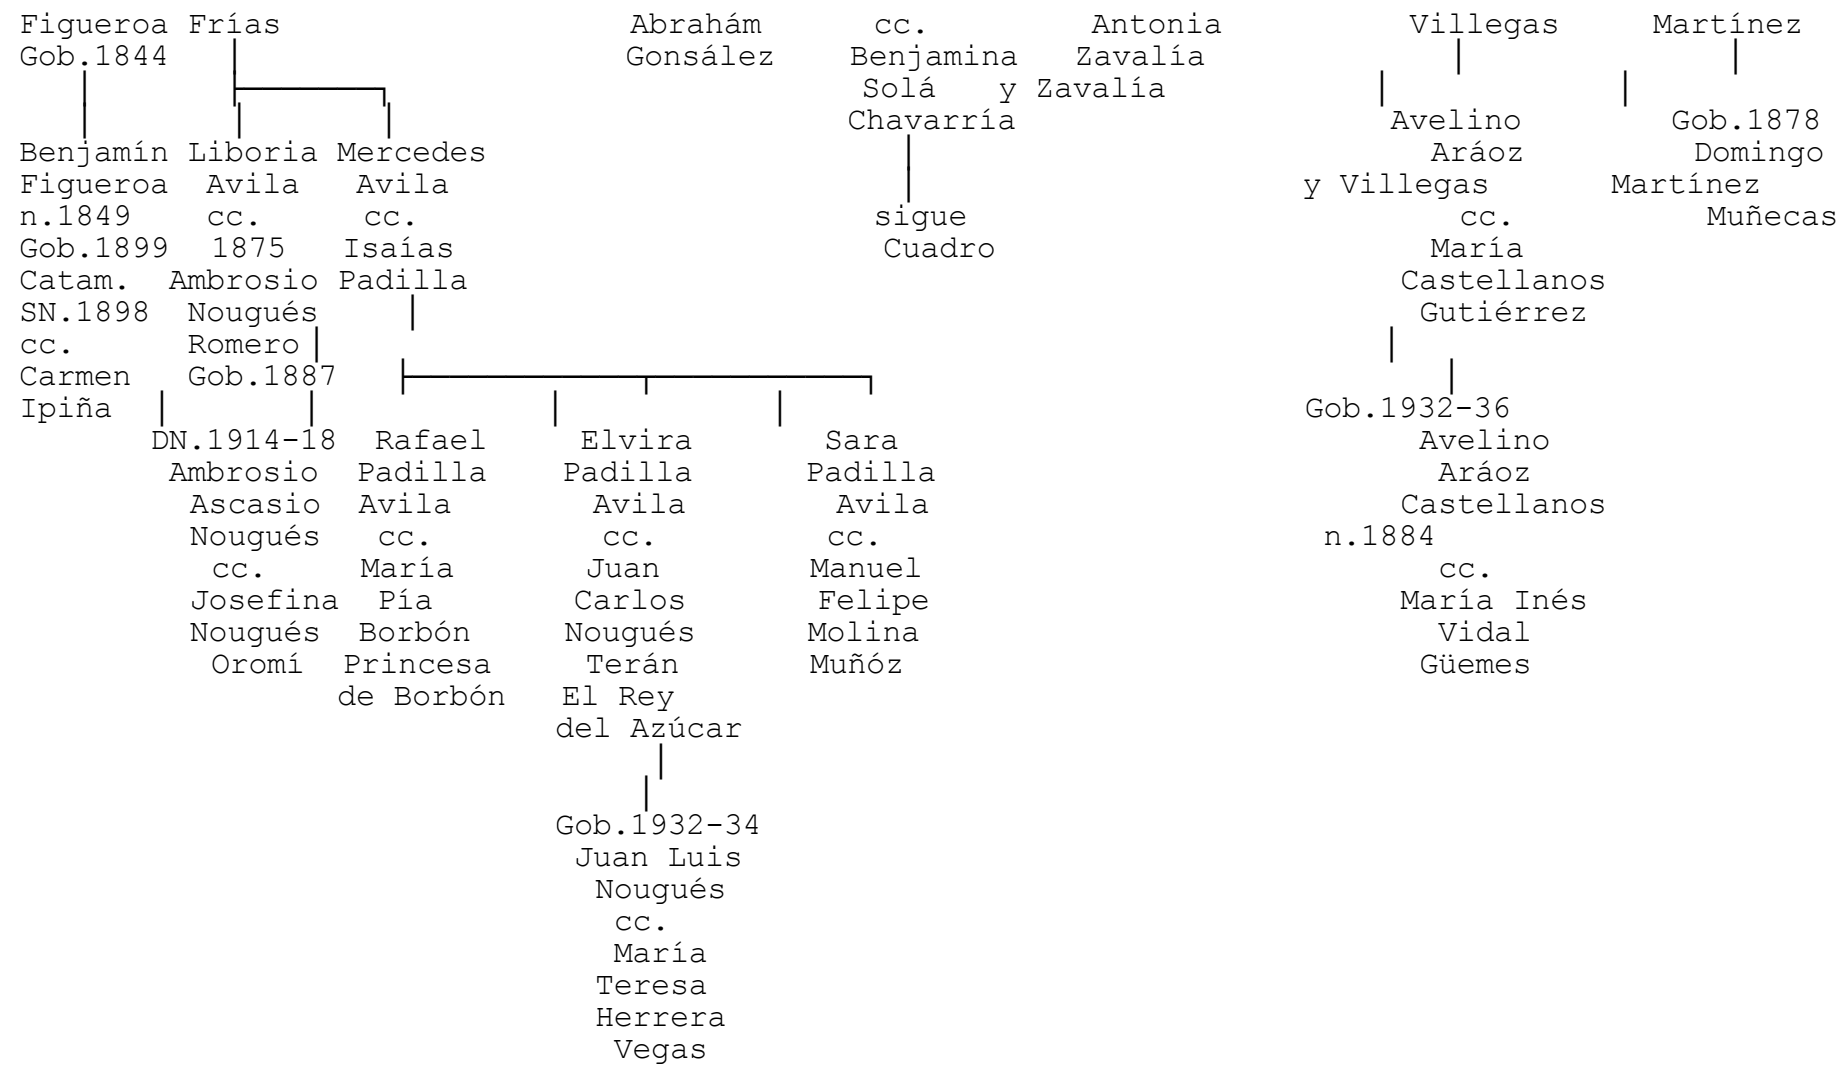 Figueroa Frías Abrahám cc. Antonia Villegas Martínez
Gob.1844 Gonsález Benjamina Zavalía
Solá y Zavalía
Chavarría Avelino Gob.1878
Benjamín Liboria Mercedes Aráoz Domingo
Figueroa Avila Avila y Villegas Martínez
n.1849 cc. cc. sigue cc. Muñecas
Gob.1899 1875 Isaías Cuadro María
Catam. Ambrosio Padilla Castellanos
SN.1898 Nougués Gutiérrez
cc. Romero
Carmen Gob.1887
Ipiña Gob.1932-36
DN.1914-18 Rafael Elvira Sara Avelino
Ambrosio Padilla Padilla Padilla Aráoz
Ascasio Avila Avila Avila Castellanos
Nougués cc. cc. cc. n.1884
cc. María Juan Manuel cc.
Josefina Pía Carlos Felipe María Inés
Nougués Borbón Nougués Molina Vidal
Oromí Princesa Terán Muñóz Güemes
de Borbón El Rey
del Azúcar
Gob.1932-34
Juan Luis
Nougués
cc.
María
Teresa
Herrera
Vegas